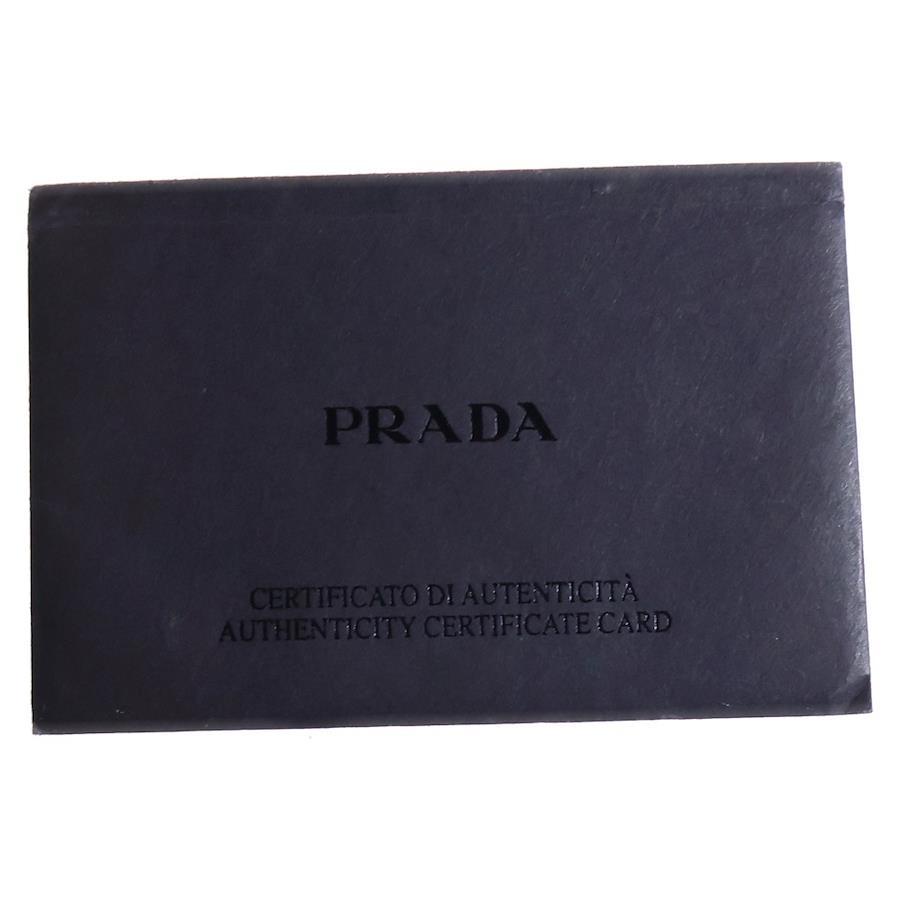 PRADA
CERTIFICATO DI AUTENTICITÀ
AUTHENTICITY CERTIFICATE CARD